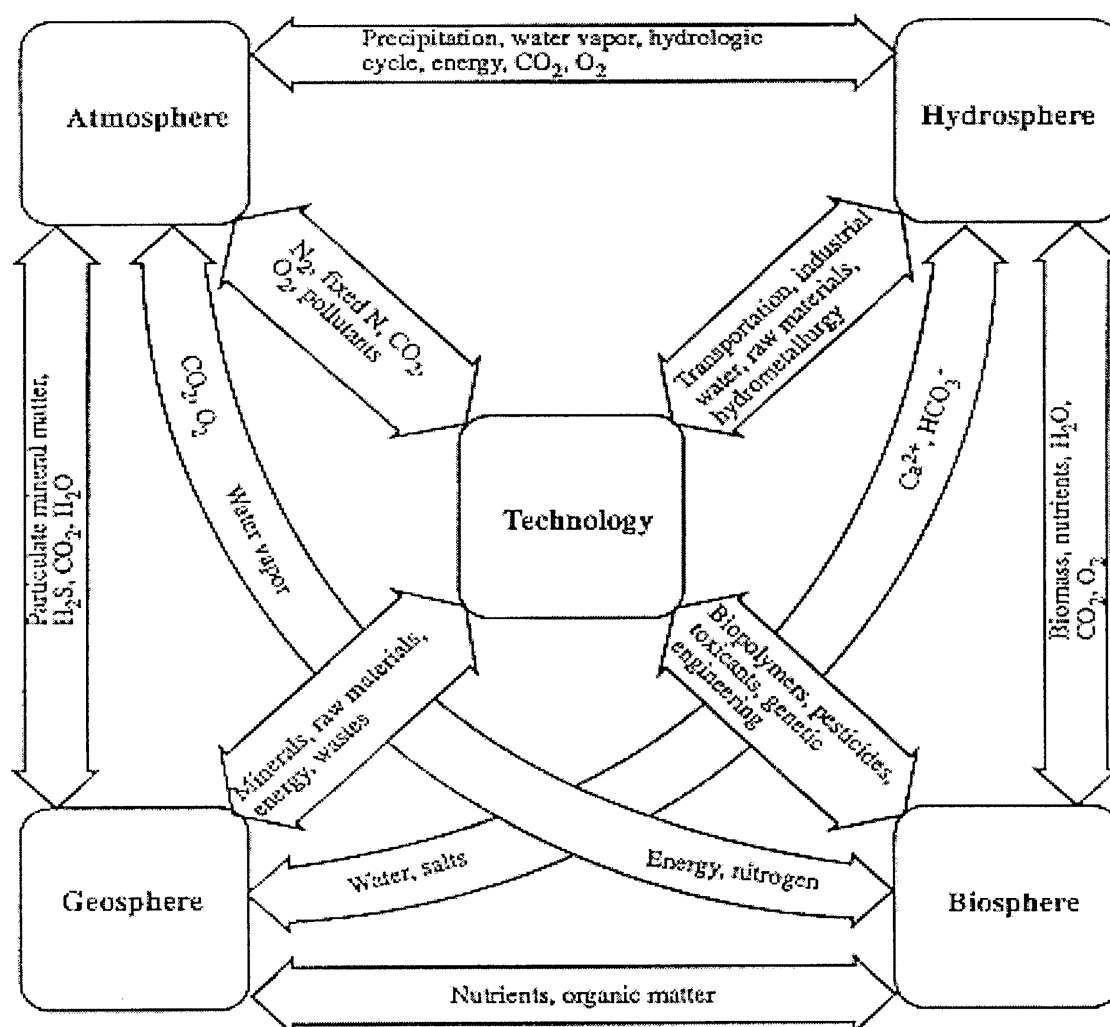 Precipitation, water vapor, hydrologic
cycle, energy, CO₂, O₂
Atmosphere
Hydrosphere
N₂, fixed N, CO₂,
O₂, pollutants
Transportation, industrial
water, raw materials,
hydrometallurgy
CO₂, O₂
Water vapor
Ca²⁺, HCO₃⁻
Particulate mineral matter,
H₂S, CO₂, H₂O
Biomass, nutrients, H₂O,
CO₂, O₂
Technology
Minerals, raw materials,
energy, wastes
Biopolymers, pesticides,
toxicants, genetic
engineering
Water, salts
Energy, nitrogen
Geosphere
Biosphere
Nutrients, organic matter